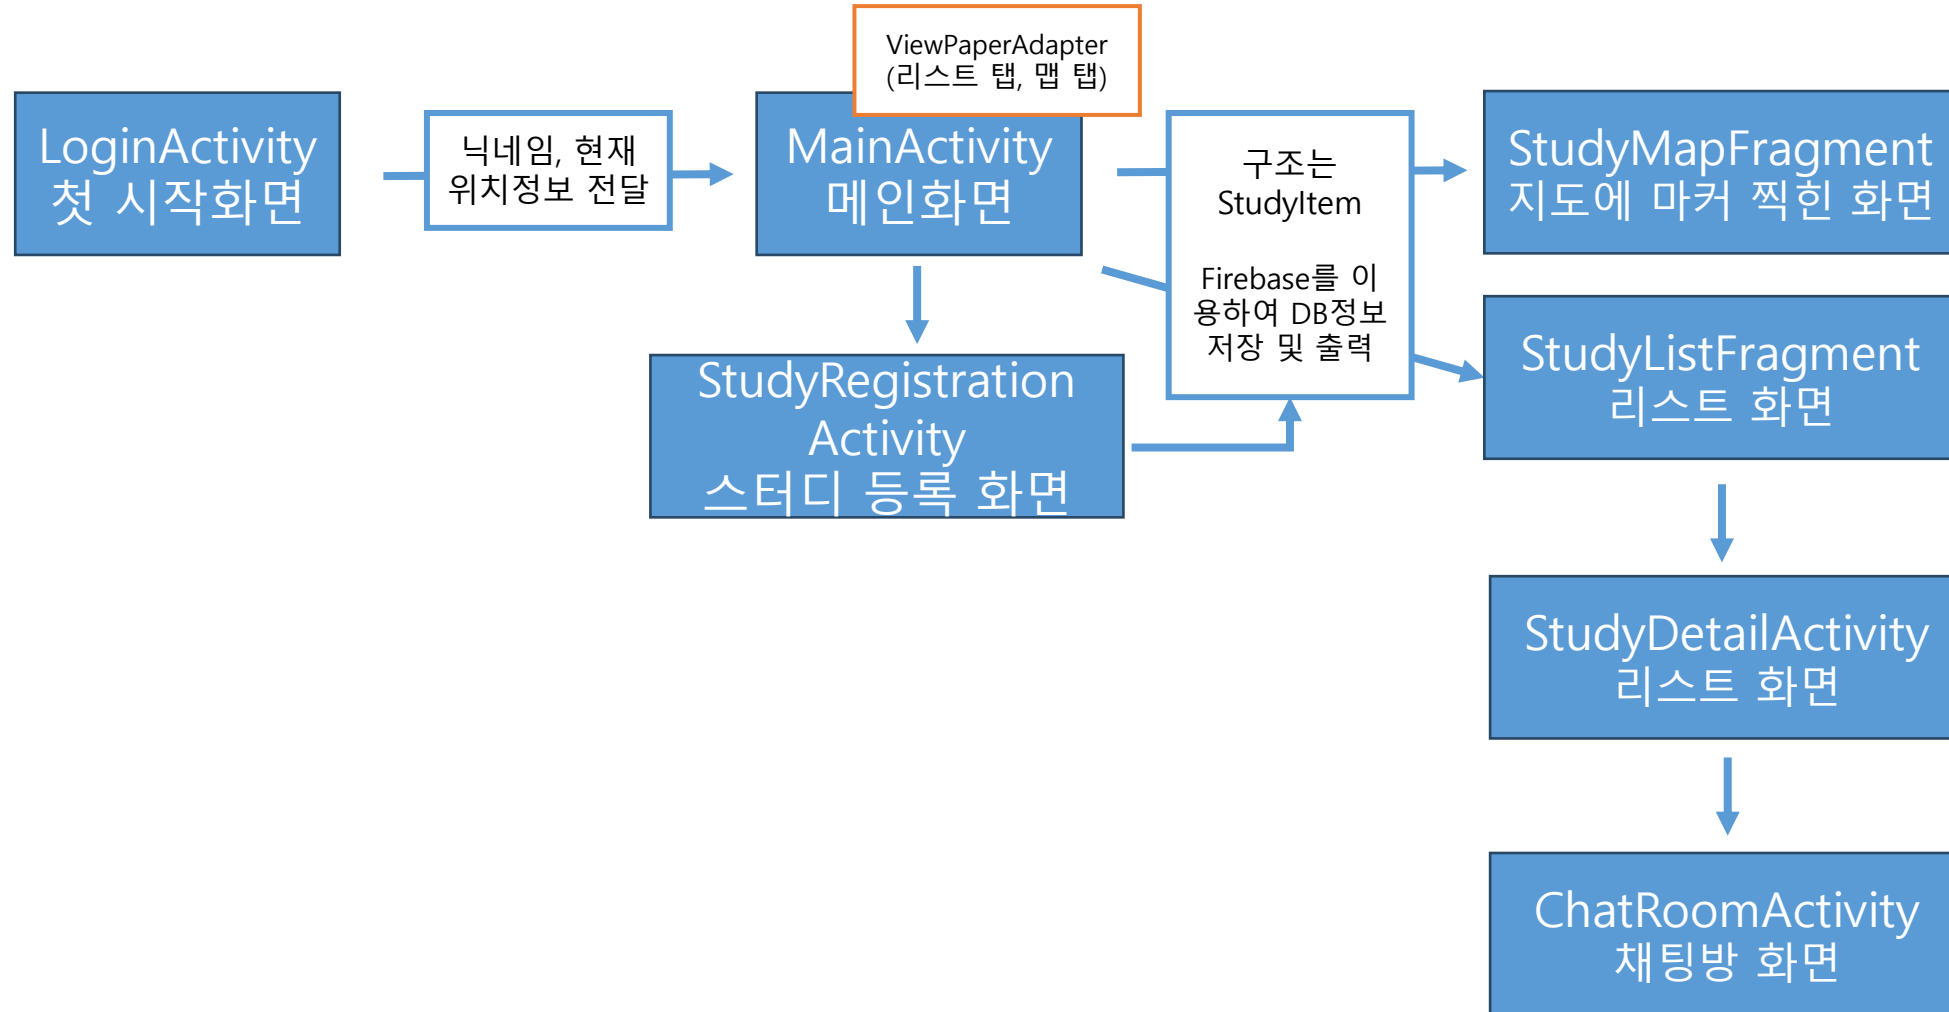 ViewPaperAdapter
(리스트 탭, 맵 탭)
LoginActivity
첫 시작화면
닉네임, 현재
위치정보 전달
MainActivity
메인화면
구조는
StudyItem
Firebase를 이
용하여 DB정보
저장 및 출력
StudyMapFragment
지도에 마커 찍힌 화면
StudyListFragment
리스트 화면
StudyRegistration
Activity
스터디 등록 화면
StudyDetailActivity
리스트 화면
ChatRoomActivity
채팅방 화면